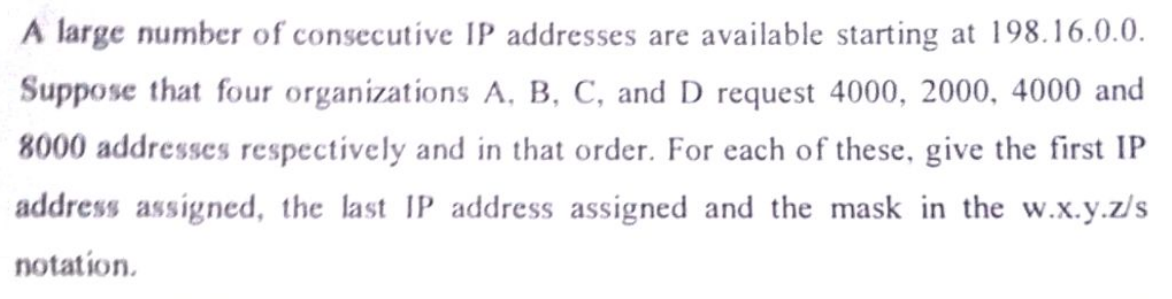 A large number of consecutive IP addresses are available starting at 198.16.0.0.
Suppose that four organizations A, B, C, and D request 4000, 2000, 4000 and
8000 addresses respectively and in that order. For each of these, give the first IP
address assigned, the last IP address assigned and the mask in the w.x.y.z/s
notation.